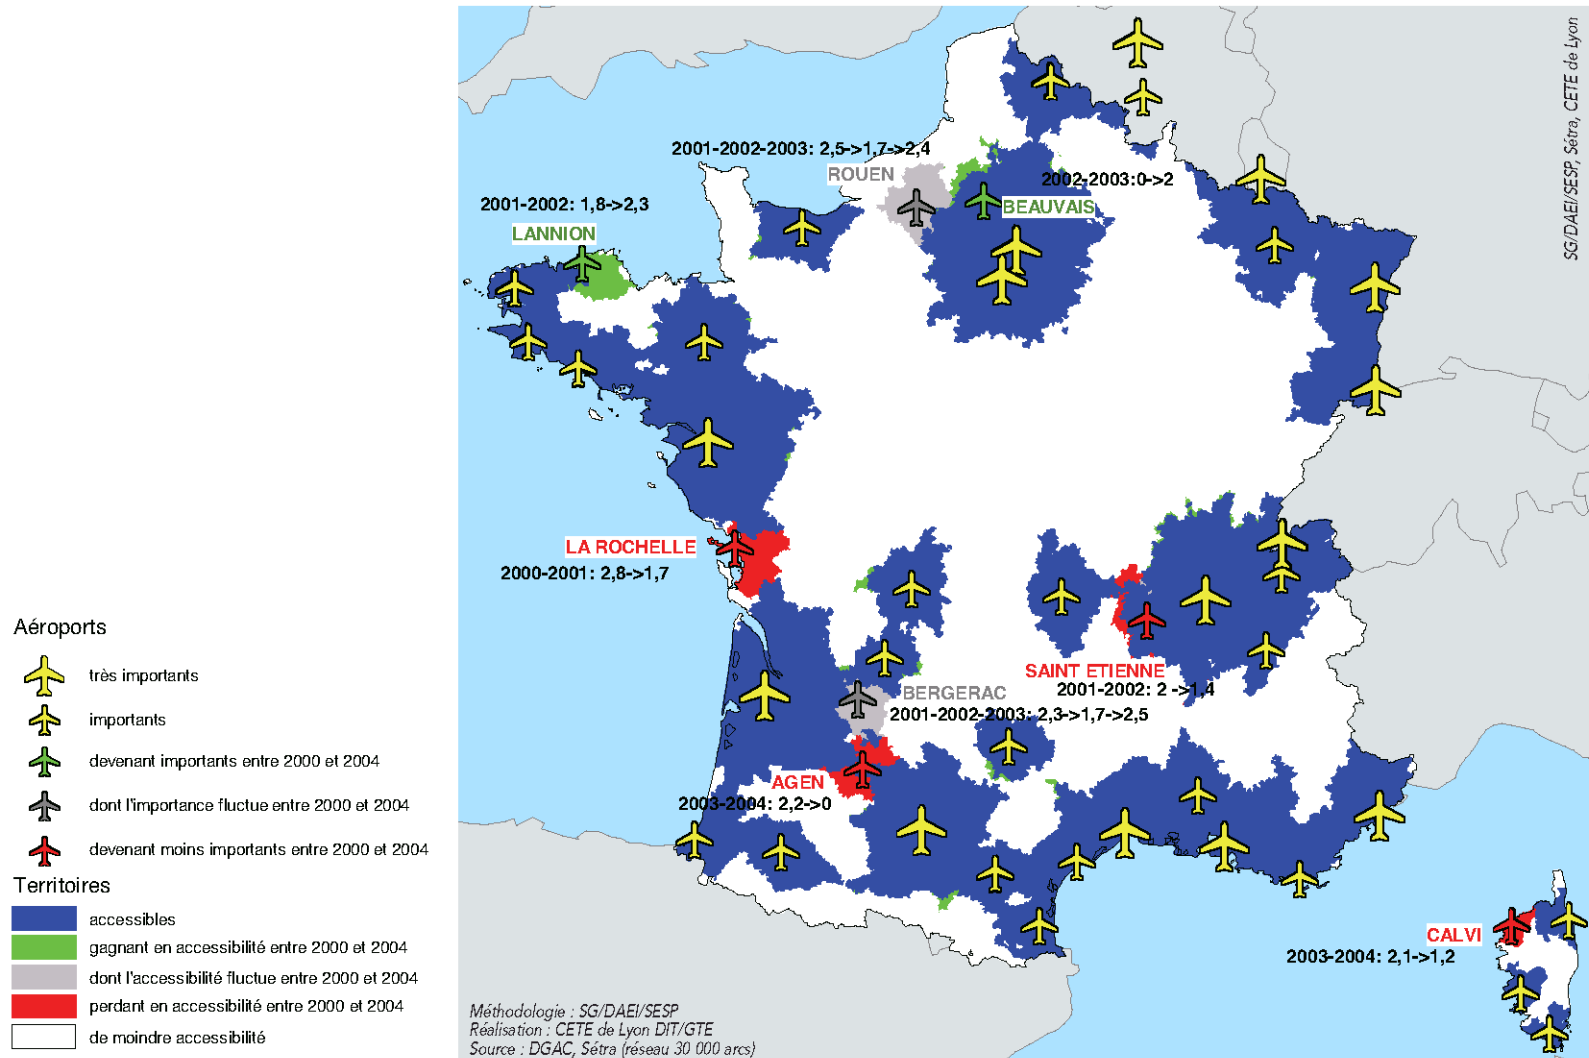 SG/DAEI/SESP, Sétra, CETE de Lyon
2001-2002-2003: 2,5->1,7->2,4
ROUEN
2002-2003:0->2
BEAUVAIS
2001-2002: 1,8->2,3
LANNION
LA ROCHELLE
2000-2001: 2,8->1,7
SAINT ETIENNE
2001-2002: 2 ->1,4
BERGERAC
2001-2002-2003: 2,3->1,7->2,5
AGEN
2003-2004: 2,2->0
CALVI
2003-2004: 2,1->1,2
Aéroports
très importants
importants
devenant importants entre 2000 et 2004
dont l'importance fluctue entre 2000 et 2004
devenant moins importants entre 2000 et 2004
Territoires
accessibles
gagnant en accessibilité entre 2000 et 2004
dont l'accessibilité fluctue entre 2000 et 2004
perdant en accessibilité entre 2000 et 2004
de moindre accessibilité
Méthodologie : SG/DAEI/SESP
Réalisation : CETE de Lyon DIT/GTE
Source : DGAC, Sétra (réseau 30 000 arcs)